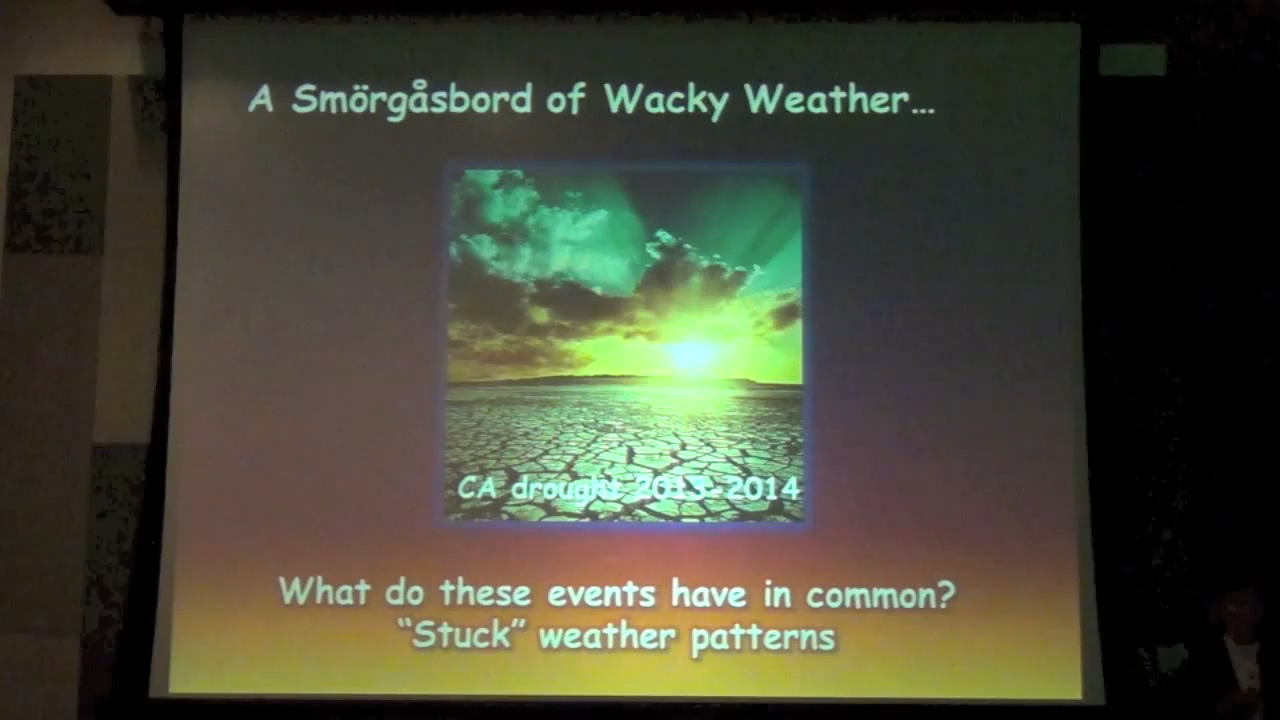 A Smörgåsbord of Wacky Weather…
CA drought 2013-2014
What do these events have in common?
“Stuck” weather patterns